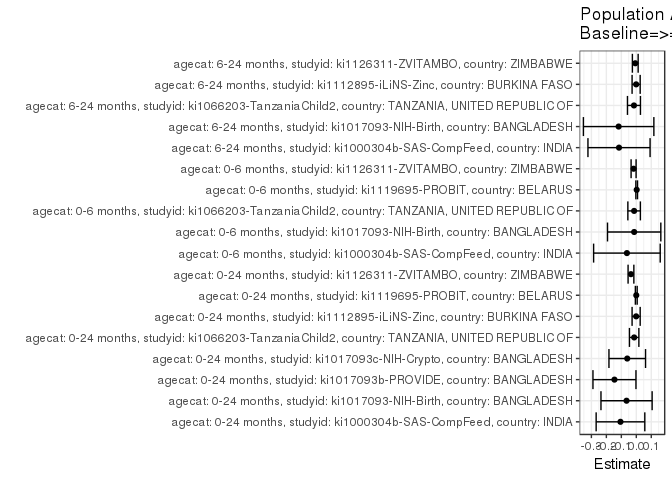 Population
Baseline=>=
agecat: 6-24 months, studyid: ki1126311-ZVITAMBO, country: ZIMBABWE
agecat: 6-24 months, studyid: ki1112895-iLiNS-Zinc, country: BURKINA FASO
agecat: 6-24 months, studyid: ki1066203-TanzaniaChild2, country: TANZANIA, UNITED REPUBLIC OF
agecat: 6-24 months, studyid: ki1017093-NIH-Birth, country: BANGLADESH
agecat: 6-24 months, studyid: ki1000304b-SAS-CompFeed, country: INDIA
agecat: 0-6 months, studyid: ki1126311-ZVITAMBO, country: ZIMBABWE
agecat: 0-6 months, studyid: ki1119695-PROBIT, country: BELARUS
agecat: 0-6 months, studyid: ki1066203-TanzaniaChild2, country: TANZANIA, UNITED REPUBLIC OF
agecat: 0-6 months, studyid: ki1017093-NIH-Birth, country: BANGLADESH
agecat: 0-6 months, studyid: ki1000304b-SAS-CompFeed, country: INDIA
agecat: 0-24 months, studyid: ki1126311-ZVITAMBO, country: ZIMBABWE
agecat: 0-24 months, studyid: ki1119695-PROBIT, country: BELARUS
agecat: 0-24 months, studyid: ki1112895-iLiNS-Zinc, country: BURKINA FASO
agecat: 0-24 months, studyid: ki1066203-TanzaniaChild2, country: TANZANIA, UNITED REPUBLIC OF
agecat: 0-24 months, studyid: ki1017093c-NIH-Crypto, country: BANGLADESH
agecat: 0-24 months, studyid: ki1017093b-PROVIDE, country: BANGLADESH
agecat: 0-24 months, studyid: ki1017093-NIH-Birth, country: BANGLADESH
agecat: 0-24 months, studyid: ki1000304b-SAS-CompFeed, country: INDIA
-0.3 -0.2 -0.1 0.0 0.1
Estimate